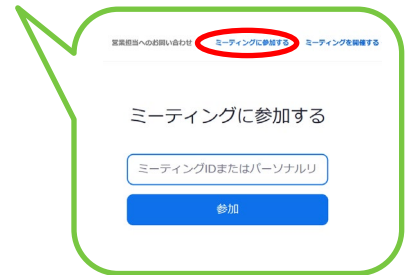 営業担当へのお問い合わせ ミーティングに参加する ミーティングを開催する
ミーティングに参加する
ミーティングIDまたはパーソナルリ
参加